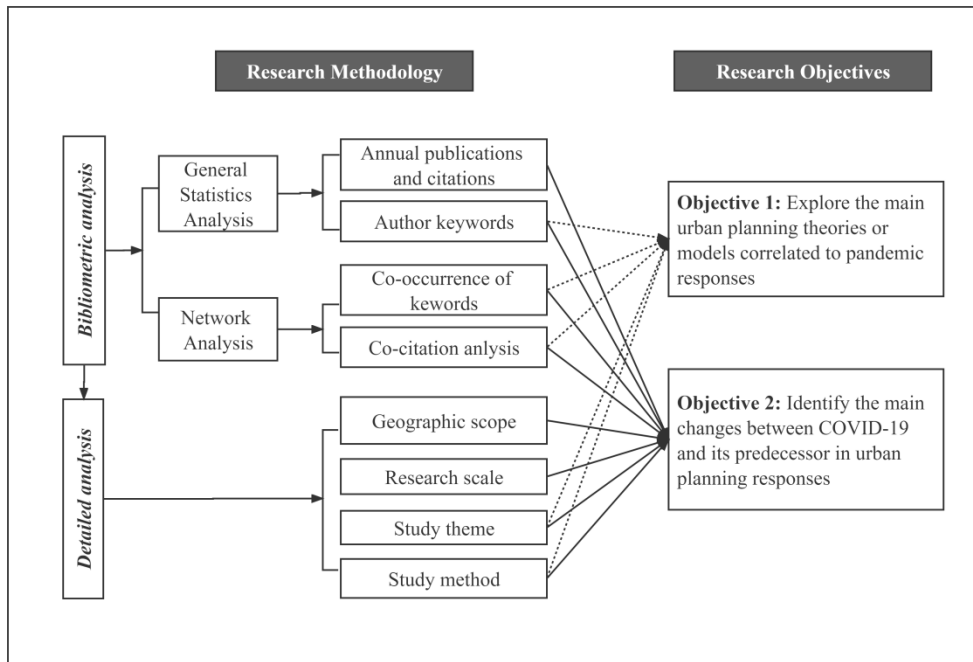 Research Methodology
Research Objectives
Bibliometric analysis
General
Statistics
Analysis
Annual publications
and citations
Author keywords
Network
Analysis
Co-occurrence of
kewords
Co-citation anlysis
Detailed analysis
Geographic scope
Research scale
Study theme
Study method
Objective 1: Explore the main
urban planning theories or
models correlated to pandemic
responses
Objective 2: Identify the main
changes between COVID-19
and its predecessor in urban
planning responses